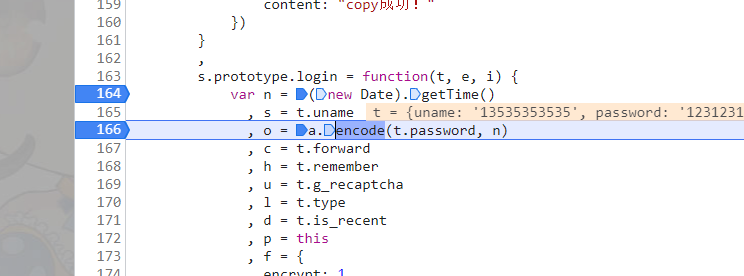 159 content: "copy成功！"
160 })
161 }
162 ,
163 s.prototype.login = function(t, e, i) {
164 var n = (new Date).getTime()
165 , s = t.uname t = {uname: '13535353535', password: '1231231
166 , o = a.encode(t.password, n)
167 , c = t.forward
168 , h = t.remember
169 , u = t.g_recaptcha
170 , l = t.type
171 , d = t.is_recent
172 , p = this
173 , f = {
174 encrypt: 1